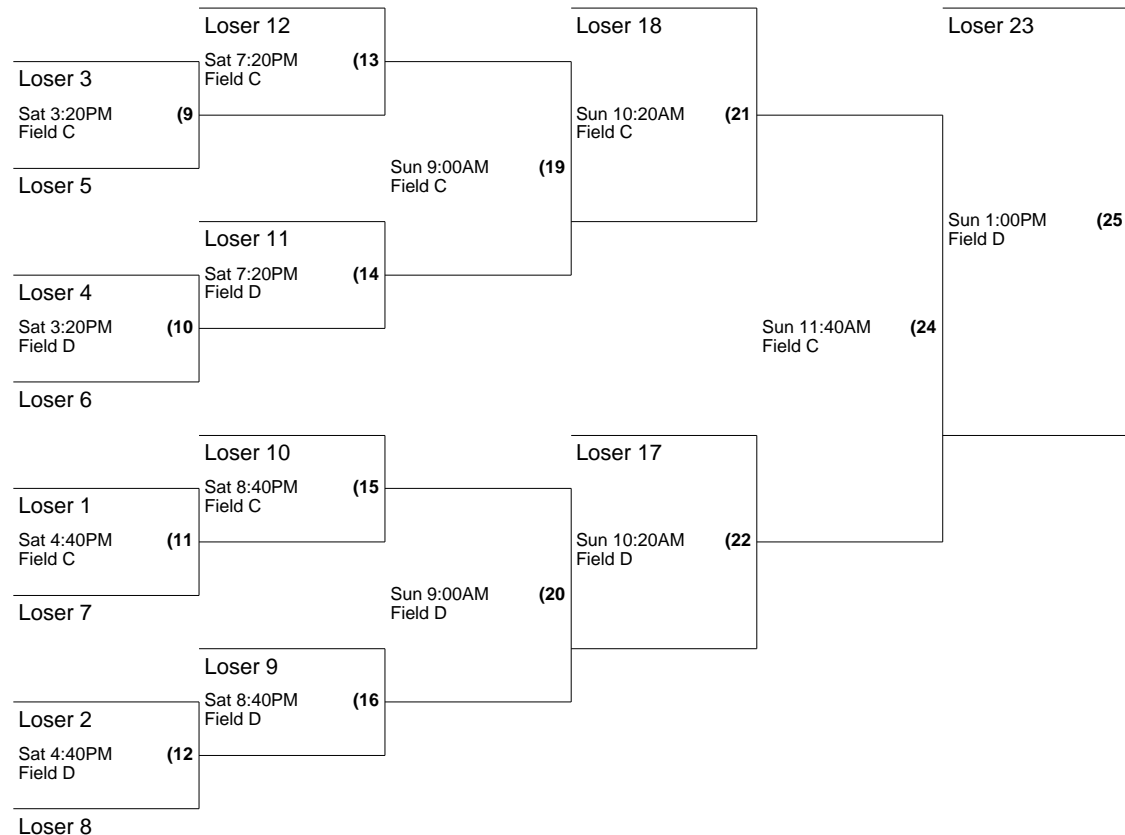 Loser 12
Loser 18
Loser 23
Sat 7:20PM (13
Field C
Loser 3
Sat 3:20PM (9
Field C
Sun 10:20AM (21
Field C
Sun 9:00AM (19
Field C
Loser 5
Loser 11
Sun 1:00PM (25
Field D
Sat 7:20PM (14
Field D
Loser 4
Sat 3:20PM (10
Field D
Sun 11:40AM (24
Field C
Loser 6
Loser 10
Loser 17
Sat 8:40PM (15
Field C
Loser 1
Sat 4:40PM (11
Field C
Sun 10:20AM (22
Field D
Sun 9:00AM (20
Field D
Loser 7
Loser 9
Sat 8:40PM (16
Field D
Loser 2
Sat 4:40PM (12
Field D
Loser 8